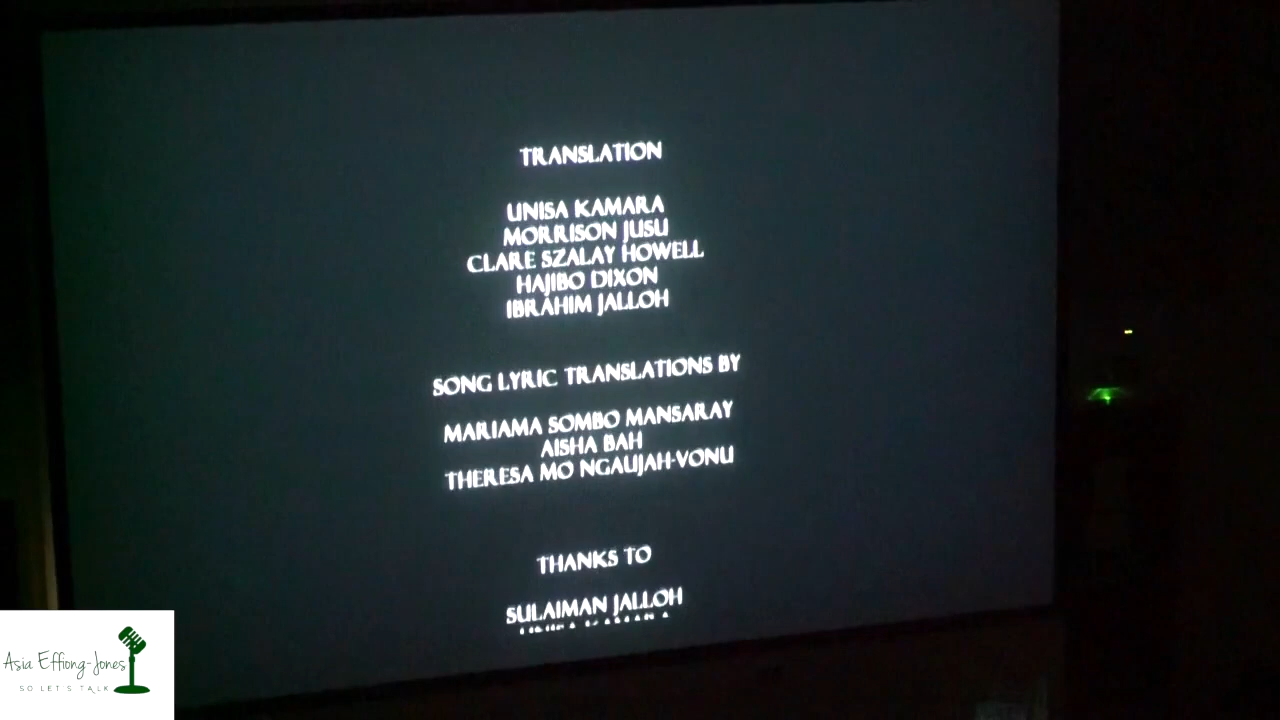 TRANSLATION
UNISA KAMARA
MORRISON JUSU
CLARE SZALAY HOWELL
HAJIBO DIXON
IBRAHIM JALLOH
SONG LYRIC TRANSLATIONS BY
MARIAMA SOMBO MANSARAY
AISHA BAH
THERESA MO NGAUJAH-VONU
THANKS TO
SULAIMAN JALLOH
Asia Effiong-Jones
SO LET'S TALK